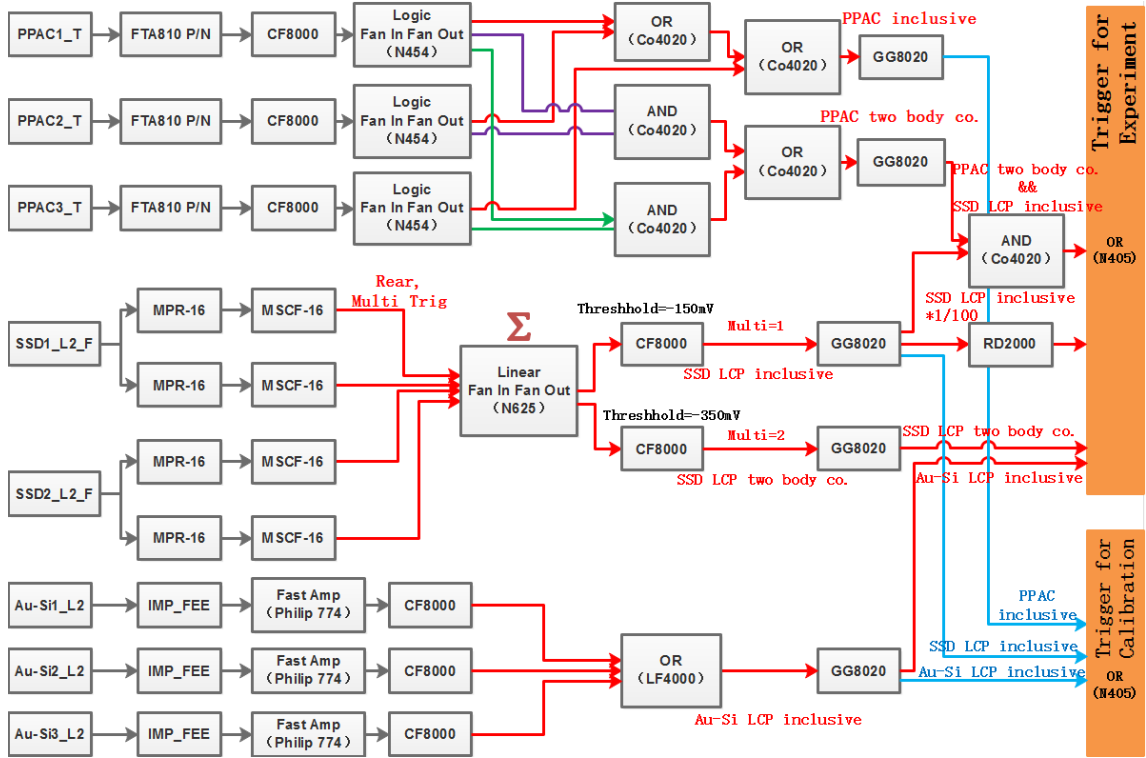 PPAC1_T
FTA810 P/N
CF8000
Logic
Fan In Fan Out
(N454)
OR
(Co4020)
OR
(Co4020)
PPAC inclusive
GG8020
PPAC2_T
FTA810 P/N
CF8000
Logic
Fan In Fan Out
(N454)
AND
(Co4020)
OR
(Co4020)
PPAC two body co.
GG8020
PPAC3_T
FTA810 P/N
CF8000
Logic
Fan In Fan Out
(N454)
AND
(Co4020)
PPAC two body co.
&&
SSD LCP inclusive
AND
(Co4020)
Trigger for
Experiment
OR
(N405)
SSD1_L2_F
MPR-16
MSCF-16
MPR-16
MSCF-16
Rear,
Multi Trig
Σ
Linear
Fan In Fan Out
(N625)
Threshhold=-150mV
CF8000
Multi=1
SSD LCP inclusive
GG8020
SSD LCP inclusive
*1/100
RD2000
SSD2_L2_F
MPR-16
MSCF-16
MPR-16
MSCF-16
Threshhold=-350mV
CF8000
Multi=2
SSD LCP two body co.
GG8020
SSD LCP two body co.
Au-Si LCP inclusive
Au-Si1_L2
IMP_FEE
Fast Amp
(Philip 774)
CF8000
Au-Si2_L2
IMP_FEE
Fast Amp
(Philip 774)
CF8000
Au-Si3_L2
IMP_FEE
Fast Amp
(Philip 774)
CF8000
OR
(LF4000)
Au-Si LCP inclusive
GG8020
PPAC
inclusive
SSD LCP inclusive
Au-Si LCP inclusive
Trigger for
Calibration
OR
(N405)